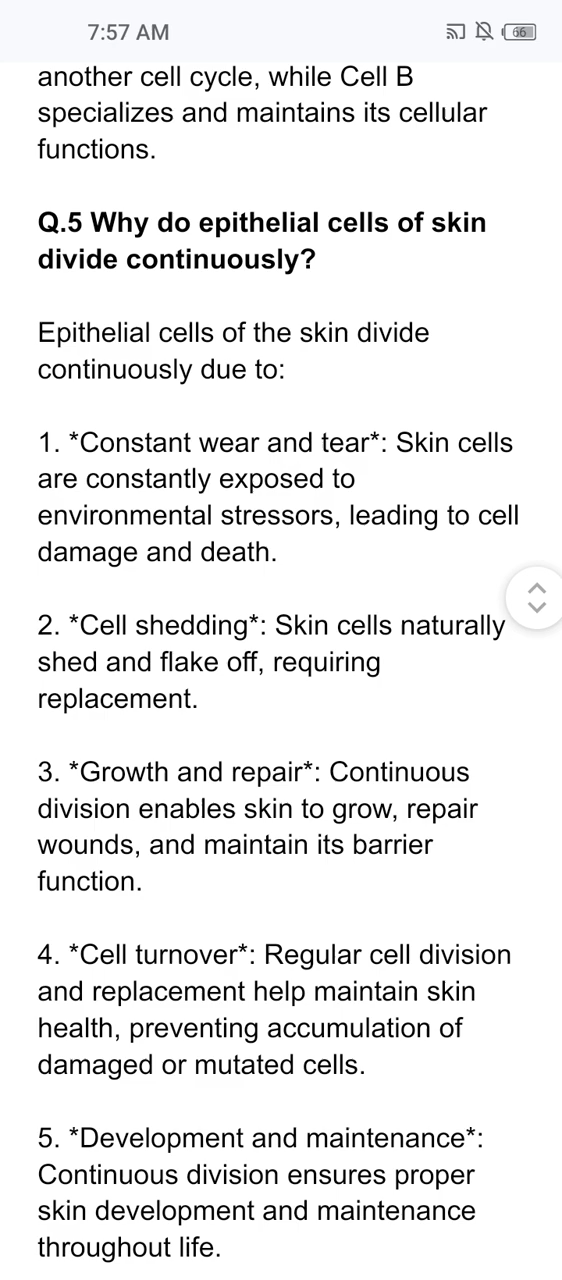 7:57 AM
66
another cell cycle, while Cell B
specializes and maintains its cellular
functions.
Q.5 Why do epithelial cells of skin
divide continuously?
Epithelial cells of the skin divide
continuously due to:
1. *Constant wear and tear*: Skin cells
are constantly exposed to
environmental stressors, leading to cell
damage and death.
2. *Cell shedding*: Skin cells naturally
shed and flake off, requiring
replacement.
3. *Growth and repair*: Continuous
division enables skin to grow, repair
wounds, and maintain its barrier
function.
4. *Cell turnover*: Regular cell division
and replacement help maintain skin
health, preventing accumulation of
damaged or mutated cells.
5. *Development and maintenance*:
Continuous division ensures proper
skin development and maintenance
throughout life.